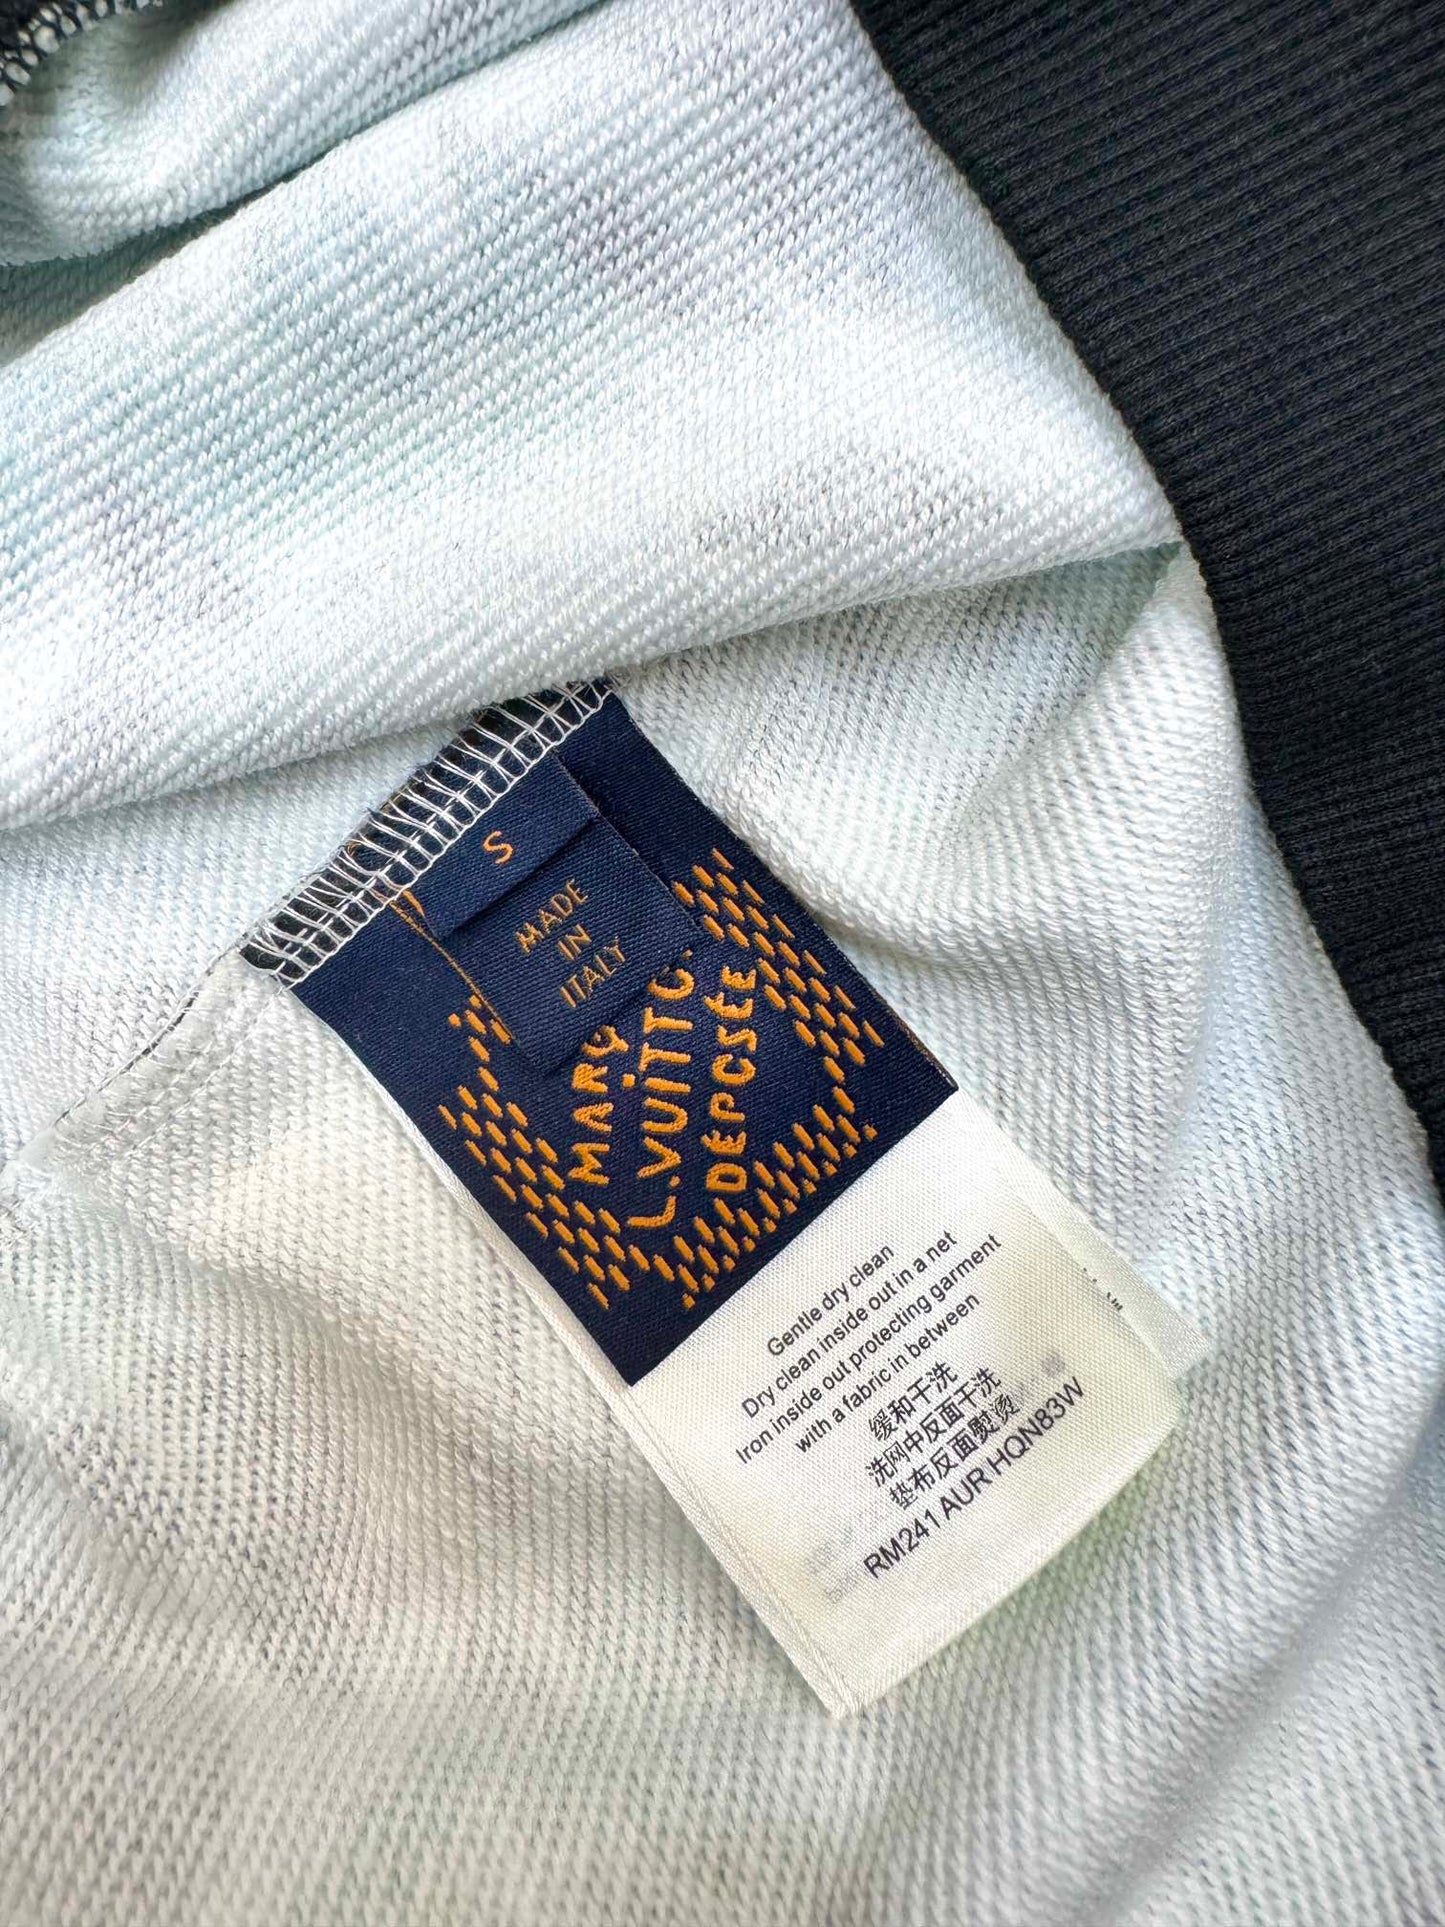 S
MADE
IN
ITALY
MARQ
L.VUITTC.
DEPCSEE
Gentle dry clean
Dry clean inside out in a net
Iron inside out protecting garment
with a fabric in between
缓和干洗
洗网中反面干洗
垫布反面熨烫
RM241 AUR HQN83W